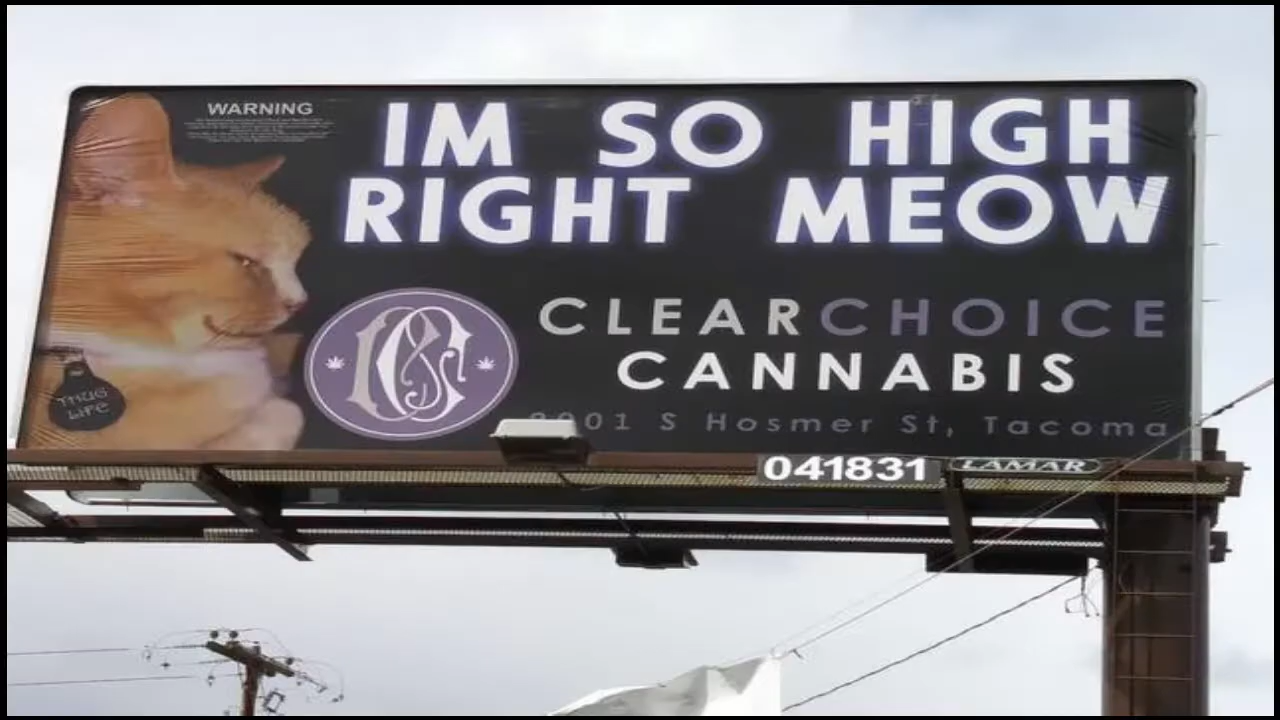 WARNING
IM SO HIGH
RIGHT MEOW
CLEARCHOICE
CANNABIS
S Hosmer St, Tacoma
THUG
LIFE
041831
LAMAR